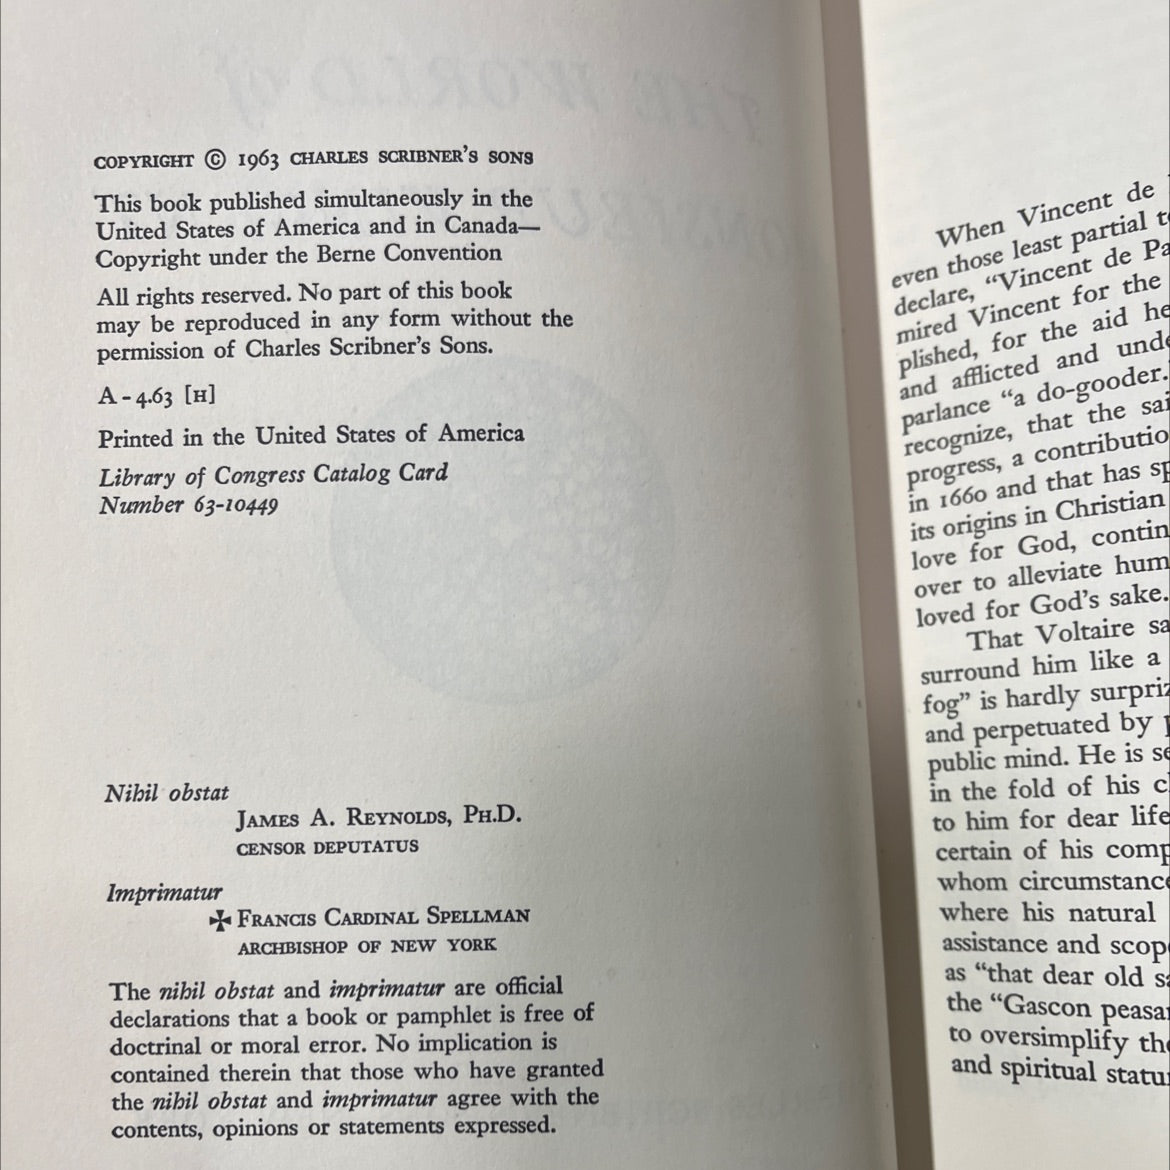 COPYRIGHT © 1963 CHARLES SCRIBNER'S SONS
This book published simultaneously in the
United States of America and in Canada—
Copyright under the Berne Convention
All rights reserved. No part of this book
may be reproduced in any form without the
permission of Charles Scribner's Sons.
A - 4.63 [H]
Printed in the United States of America
Library of Congress Catalog Card
Number 63-10449
Nihil obstat
JAMES A. REYNOLDS, PH.D.
CENSOR DEPUTATUS
Imprimatur
✠ FRANCIS CARDINAL SPELLMAN
ARCHBISHOP OF NEW YORK
The nihil obstat and imprimatur are official
declarations that a book or pamphlet is free of
doctrinal or moral error. No implication is
contained therein that those who have granted
the nihil obstat and imprimatur agree with the
contents, opinions or statements expressed.
When Vincent de
even those least partial
declare, "Vincent de
mired Vincent for the
plished, for the aid
and afflicted and
parlance "a do-gooder.
recognize, that the
progress, a
in 1660 and that has
its origins in Christian
love for God,
over to alleviate
loved for God's sake.
That Voltaire
surround him like a
fog" is hardly
and perpetuated by
public mind. He is
in the fold of his
to him for dear life
certain of his
whom
where his natural
assistance and
as "that dear old
the "Gascon
to oversimplify
and spiritual